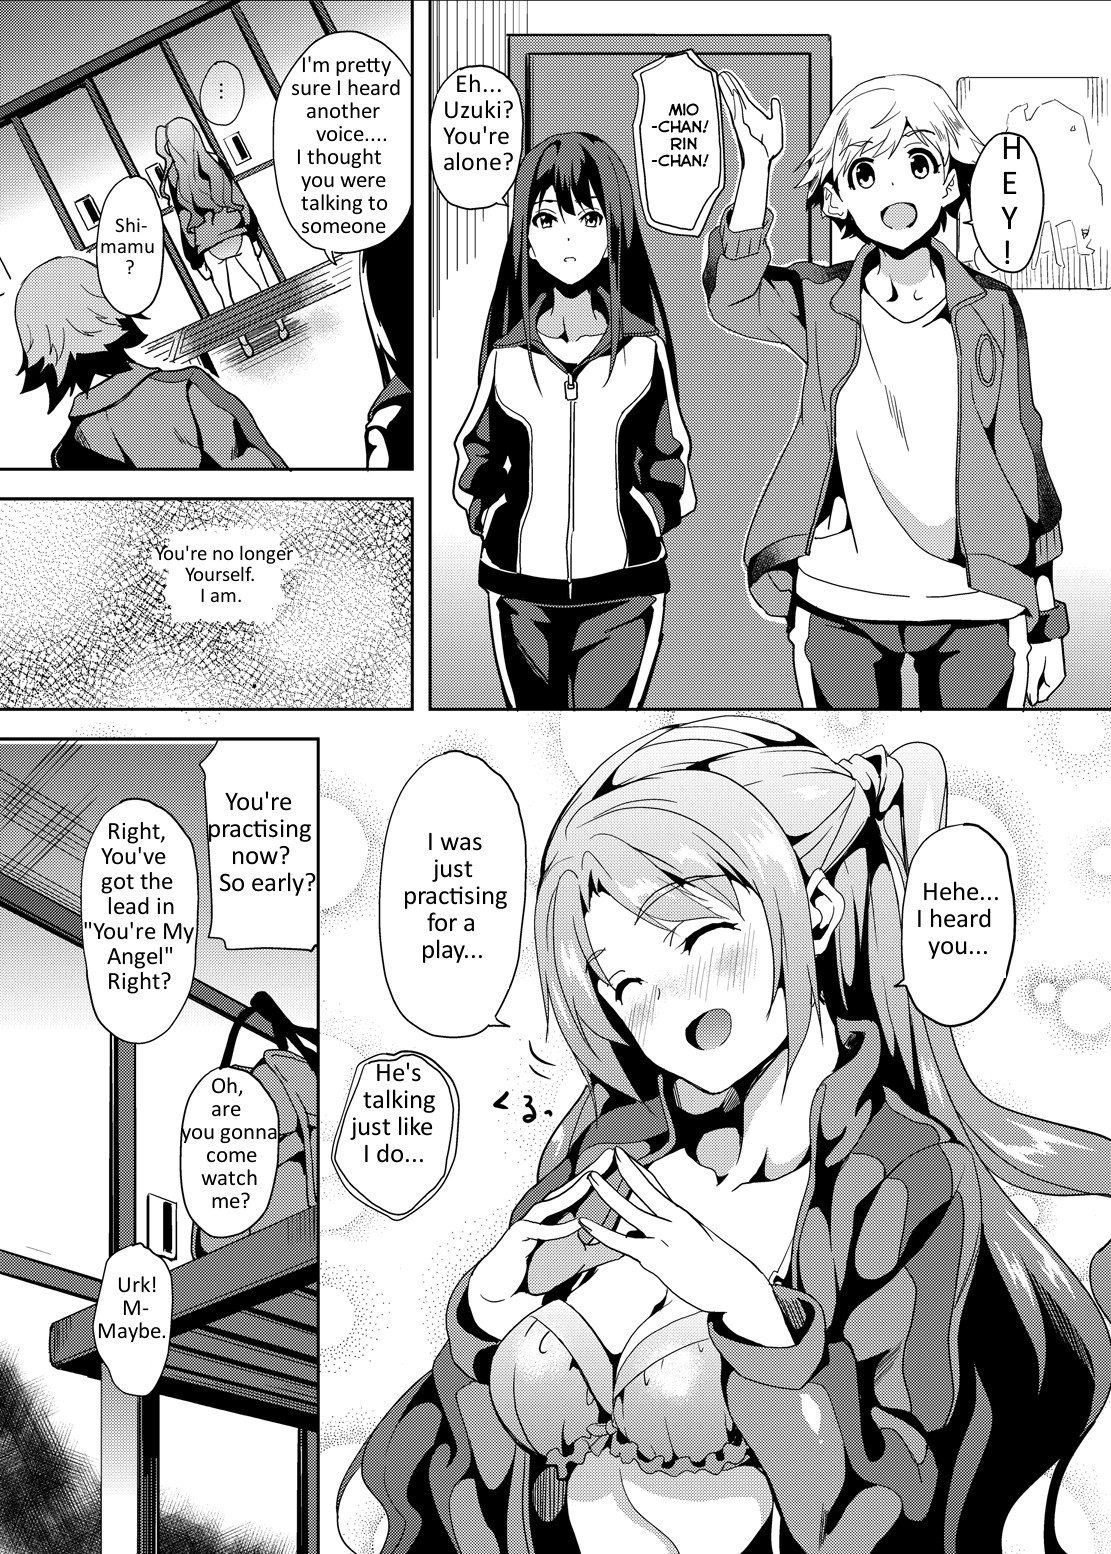 HEY!
MIO
-CHAN!
RIN
-CHAN!
Eh...
Uzuki?
You're
alone?
I'm pretty
sure I heard
another
voice....
I thought
you were
talking to
someone
...
Shi-
mamu
?
You're no longer
Yourself.
I am.
Hehe...
I heard
you...
I was
just
practising
for a
play...
He's
talking
just like
I do...
くる、
You're
practising
now?
So early?
Right,
You've
got the
lead in
"You're My
Angel"
Right?
Oh,
are
you gonna
come
watch
me?
Urk!
M-
Maybe.